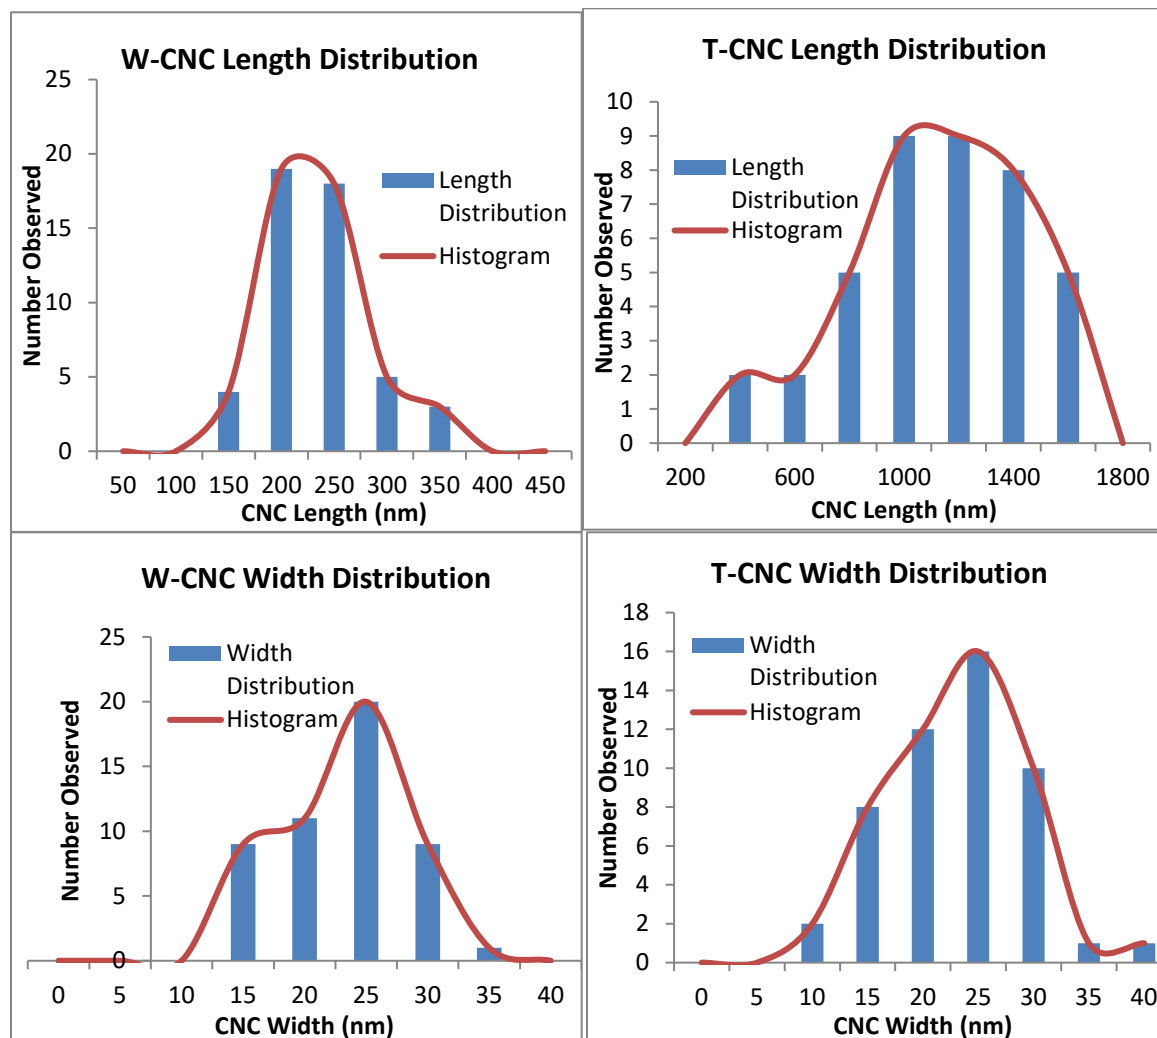 W-CNC Length Distribution
25
20
15
10
5
0
Number Observed
Length
Distribution
Histogram
50 100 150 200 250 300 350 400 450
CNC Length (nm)
T-CNC Length Distribution
10
9
8
7
6
5
4
3
2
1
0
Number Observed
Length
Distribution
Histogram
200 600 1000 1400 1800
CNC Length (nm)
W-CNC Width Distribution
25
20
15
10
5
0
Number Observed
Width
Distribution
Histogram
0 5 10 15 20 25 30 35 40
CNC Width (nm)
T-CNC Width Distribution
18
16
14
12
10
8
6
4
2
0
Number Observed
Width
Distribution
Histogram
0 5 10 15 20 25 30 35 40
CNC Width (nm)